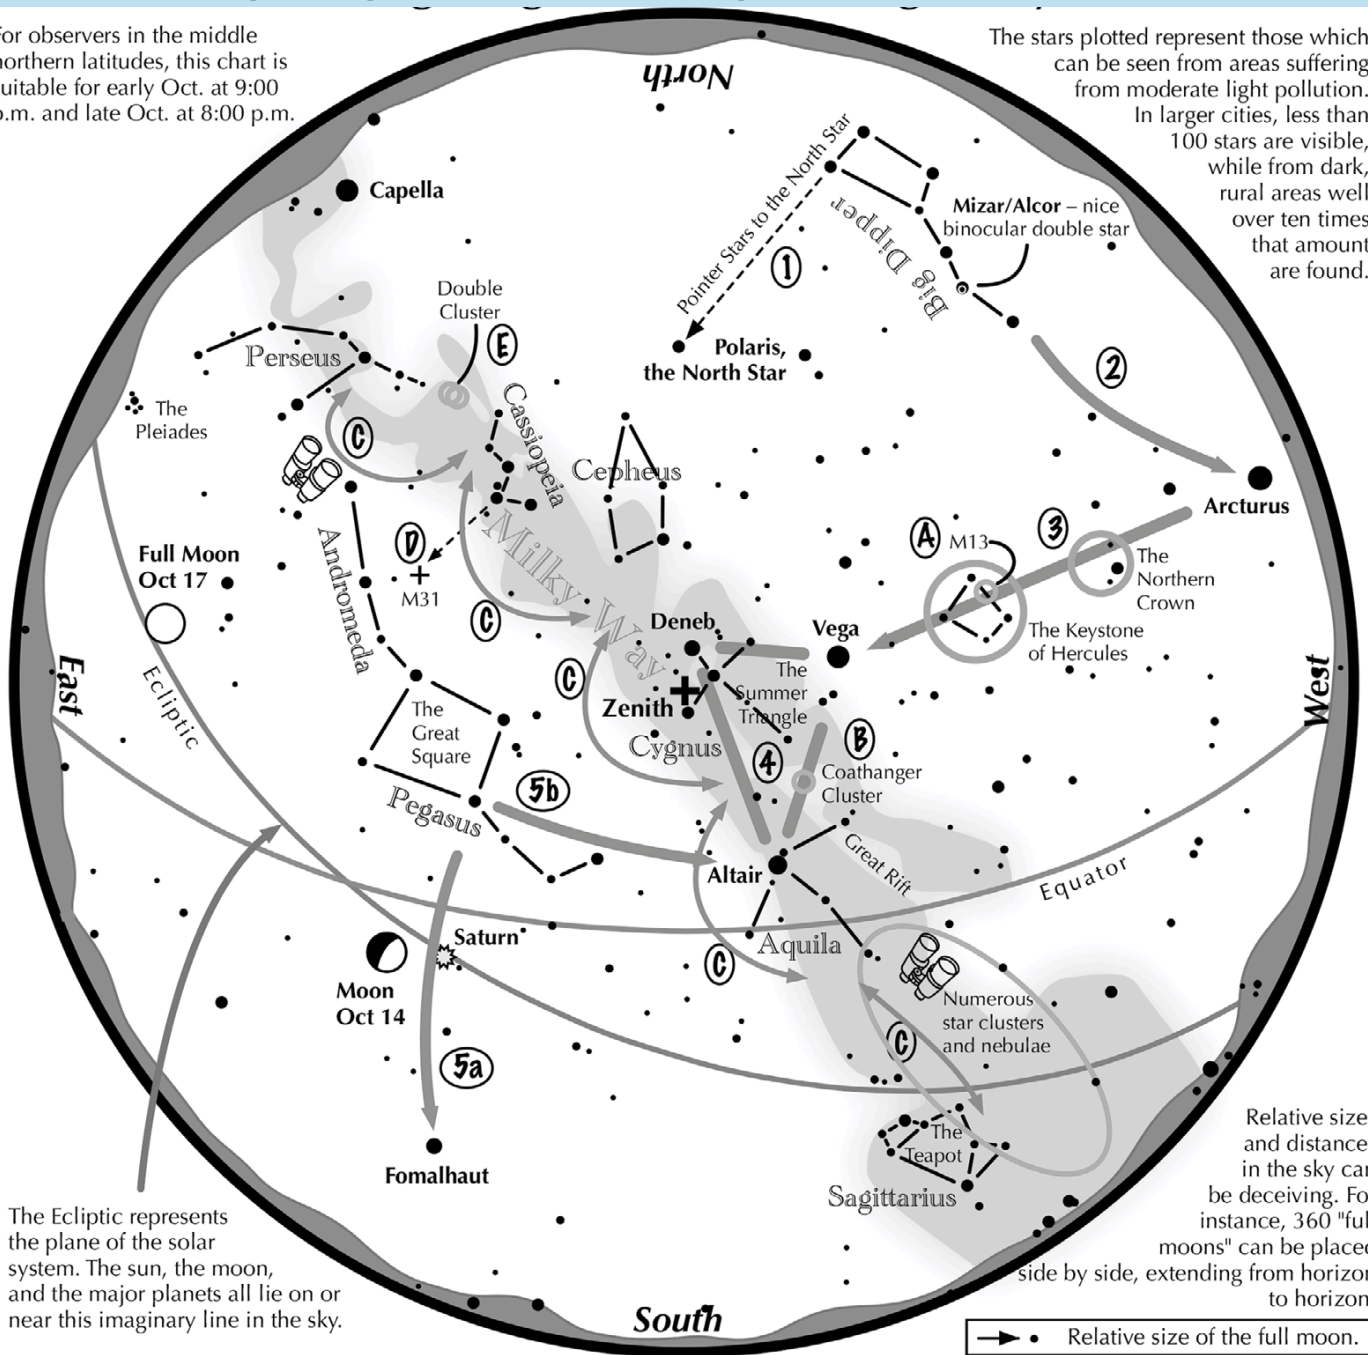 For observers in the middle
northern latitudes, this chart is
suitable for early Oct. at 9:00
p.m. and late Oct. at 8:00 p.m.
The stars plotted represent those which
can be seen from areas suffering
from moderate light pollution.
In larger cities, less than
100 stars are visible,
while from dark,
rural areas well
over ten times
that amount
are found.
North
Capella
Pointer Stars to the North Star
1
Big Dipper
Mizar/Alcor – nice
binocular double star
Double
Cluster
E
Perseus
Polaris,
the North Star
2
The
Pleiades
C
Cassiopeia
Cepheus
Arcturus
Andromeda
D
M31
Milky Way
A
M13
3
The
Northern
Crown
Full Moon
Oct 17
C
Deneb
Vega
The Keystone
of Hercules
East
Ecliptic
C
The
Summer
Triangle
West
Zenith
The
Great
Square
Cygnus
4
B
Coathanger
Cluster
Pegasus
5b
Great Rift
Altair
Equator
Saturn
Aquila
C
Moon
Oct 14
Numerous
star clusters
and nebulae
C
5a
The
Teapot
Fomalhaut
Sagittarius
The Ecliptic represents
the plane of the solar
system. The sun, the moon,
and the major planets all lie on or
near this imaginary line in the sky.
Relative size
and distance
in the sky can
be deceiving. For
instance, 360 "full
moons" can be placed
side by side, extending from horizon
to horizon
South
Relative size of the full moon.